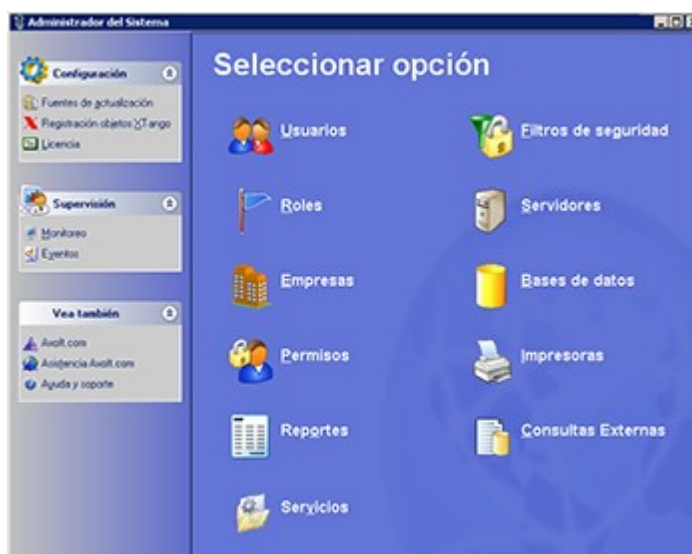 Administrador del Sistema
Configuración
Fuentes de actualización
Registración objetos XTango
Licencia
Supervisión
Monitoreo
Eventos
Vea también
Axoft.com
Asistencia Axoft.com
Ayuda y soporte
Seleccionar opción
Usuarios
Filtros de seguridad
Roles
Servidores
Empresas
Bases de datos
Permisos
Impresoras
Reportes
Consultas Externas
Servicios